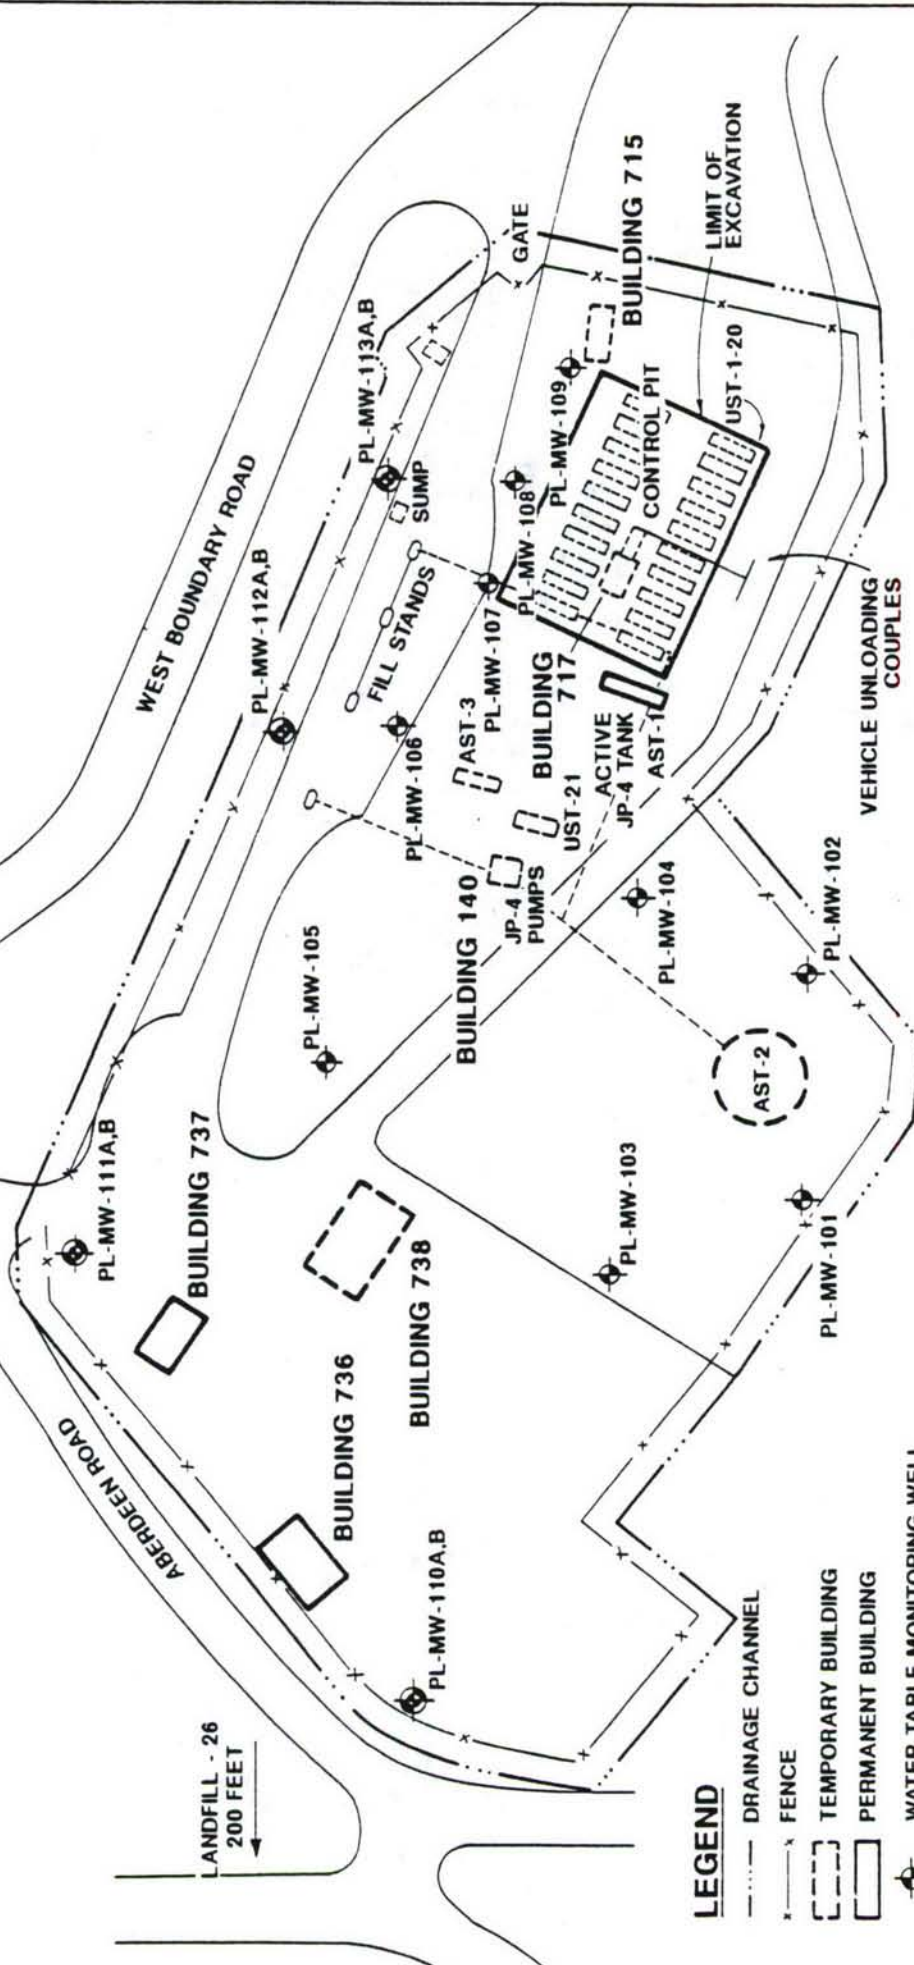 LANDFILL - 26
200 FEET
ABERDEEN ROAD
WEST BOUNDARY ROAD
PL-MW-110A,B
BUILDING 736
BUILDING 738
BUILDING 737
PL-MW-111A,B
PL-MW-105
PL-MW-112A,B
PL-MW-113A,B
SUMP
FILL STANDS
GATE
PL-MW-106
AST-3
PL-MW-107
PL-MW-108
PL-MW-109
BUILDING 715
BUILDING 140
JP-4
PUMPS
UST-21
BUILDING
717
ACTIVE
JP-4 TANK
AST-1
CONTROL PIT
LIMIT OF
EXCAVATION
UST-1-20
PL-MW-103
PL-MW-104
PL-MW-101
AST-2
PL-MW-102
VEHICLE UNLOADING
COUPLES
LEGEND
DRAINAGE CHANNEL
FENCE
TEMPORARY BUILDING
PERMANENT BUILDING
WATER TABLE MONITORING WELL